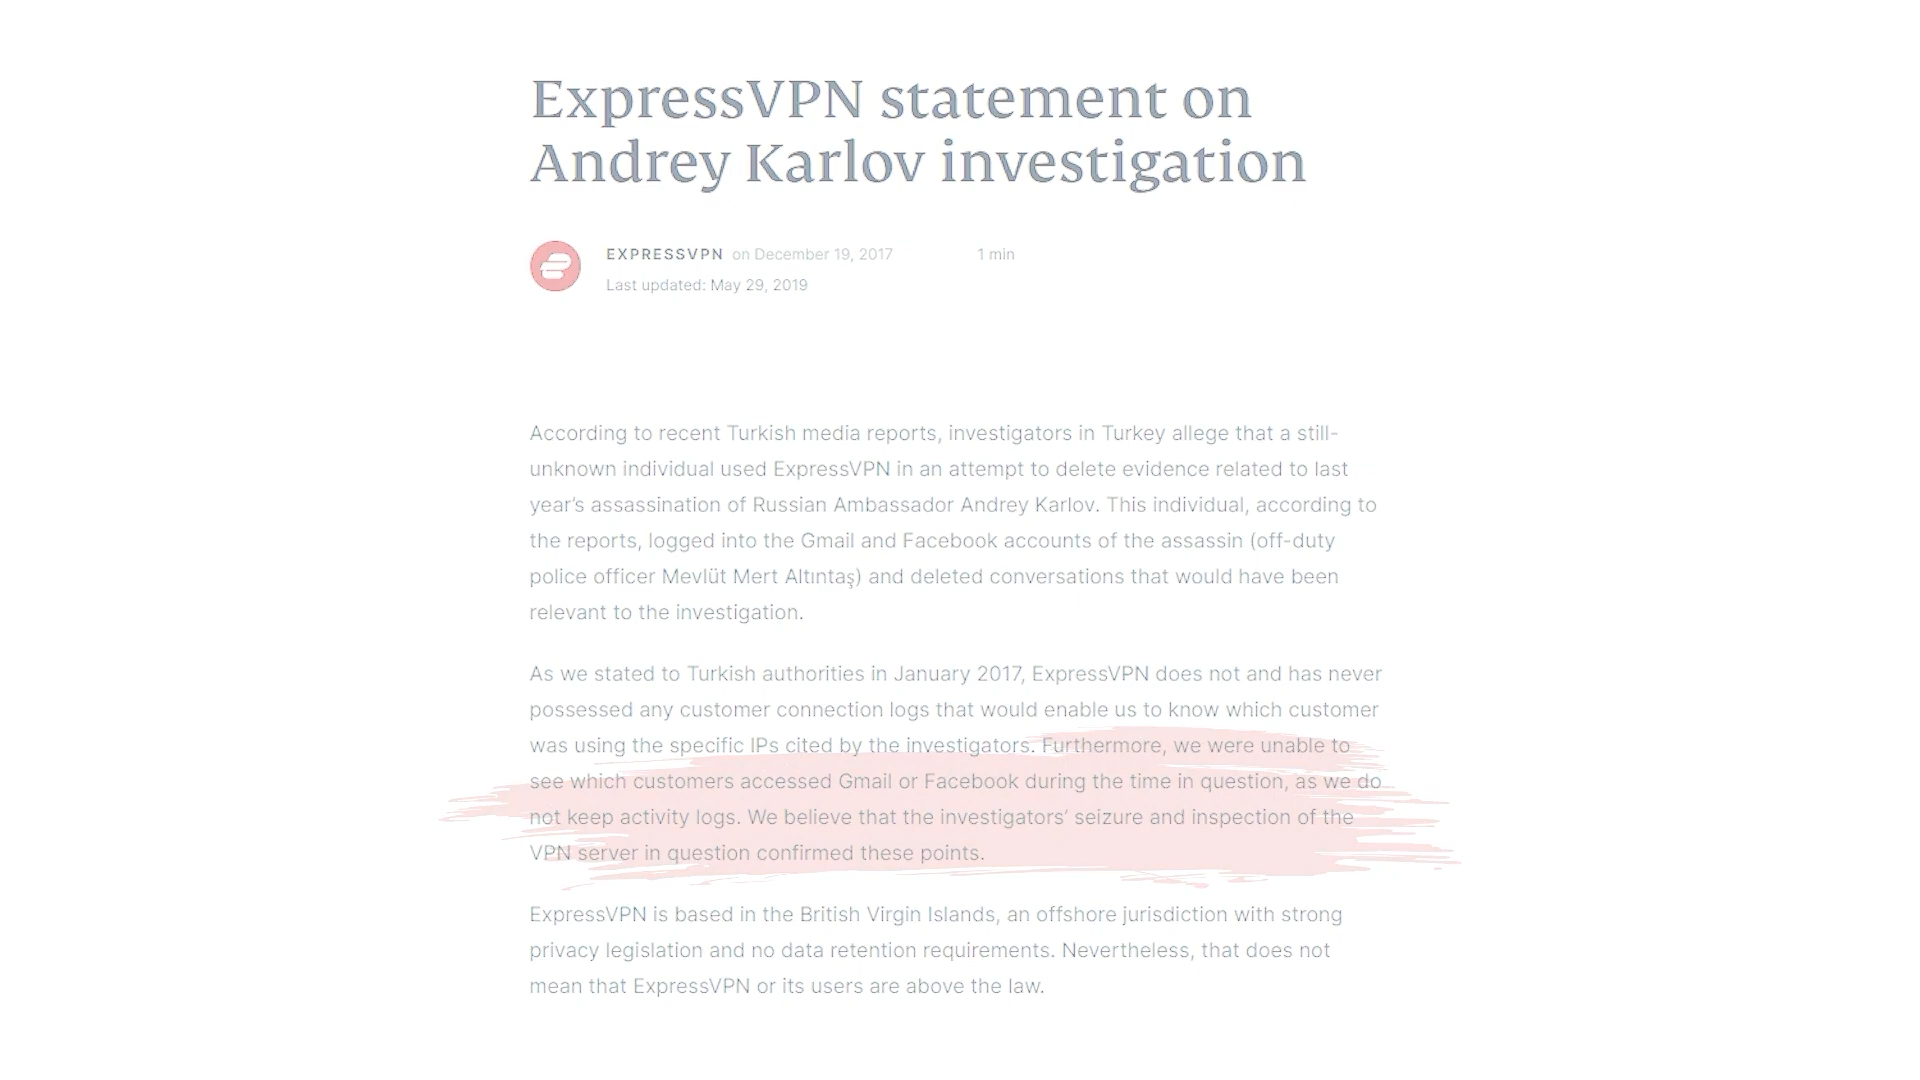 ExpressVPN statement on
Andrey Karlov investigation
EXPRESSVPN on December 19, 2017 1 min
Last updated: May 29, 2019
According to recent Turkish media reports, investigators in Turkey allege that a still-
unknown individual used ExpressVPN in an attempt to delete evidence related to last
year’s assassination of Russian Ambassador Andrey Karlov. This individual, according to
the reports, logged into the Gmail and Facebook accounts of the assassin (off-duty
police officer Mevlüt Mert Altıntaş) and deleted conversations that would have been
relevant to the investigation.
As we stated to Turkish authorities in January 2017, ExpressVPN does not and has never
possessed any customer connection logs that would enable us to know which customer
was using the specific IPs cited by the investigators. Furthermore, we were unable to
see which customers accessed Gmail or Facebook during the time in question, as we do
not keep activity logs. We believe that the investigators’ seizure and inspection of the
VPN server in question confirmed these points.
ExpressVPN is based in the British Virgin Islands, an offshore jurisdiction with strong
privacy legislation and no data retention requirements. Nevertheless, that does not
mean that ExpressVPN or its users are above the law.